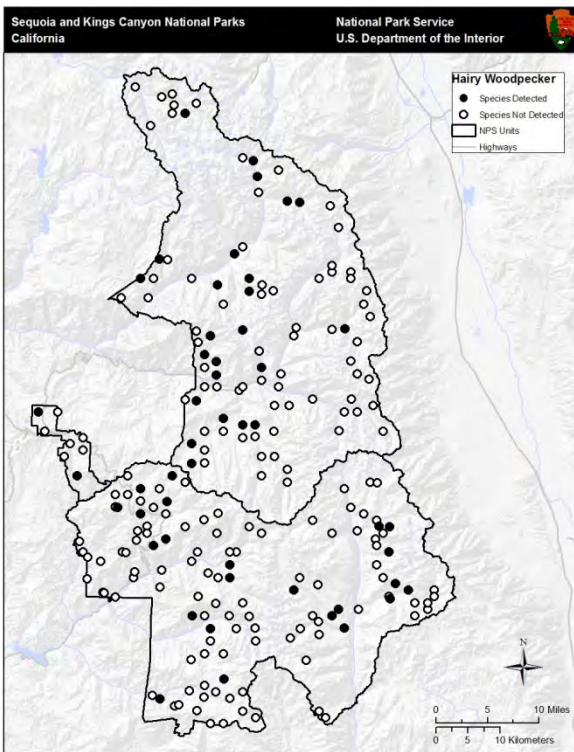 Sequoia and Kings Canyon National Parks
California
National Park Service
U.S. Department of the Interior
Hairy Woodpecker
Species Detected
Species Not Detected
NPS Units
Highways
N
0 5 10 Miles
0 5 10 Kilometers